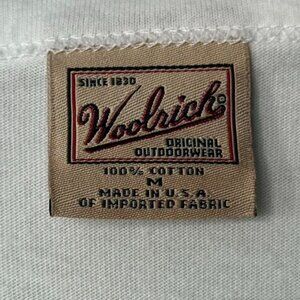 SINCE 1830
Woolrich®
ORIGINAL
OUTDOORWEAR
100% COTTON
M
MADE IN U.S.A.
OF IMPORTED FABRIC